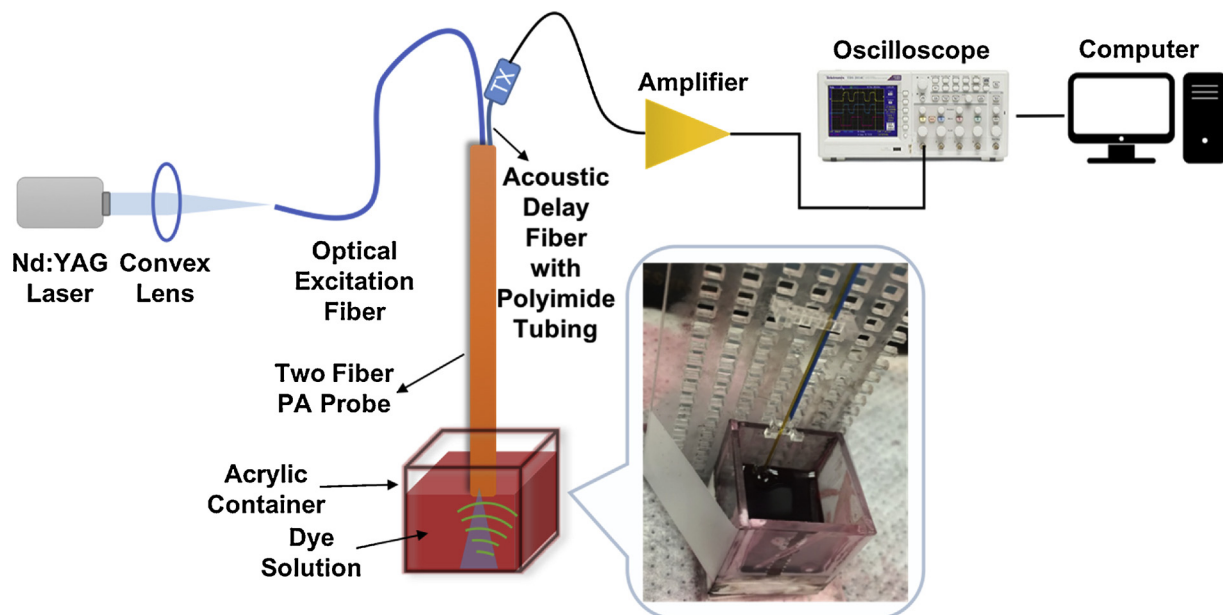 Oscilloscope
Computer
Amplifier
TX
Acoustic
Delay
Fiber
with
Polyimide
Tubing
Nd:YAG
Laser
Convex
Lens
Optical
Excitation
Fiber
Two Fiber
PA Probe
Acrylic
Container
Dye
Solution